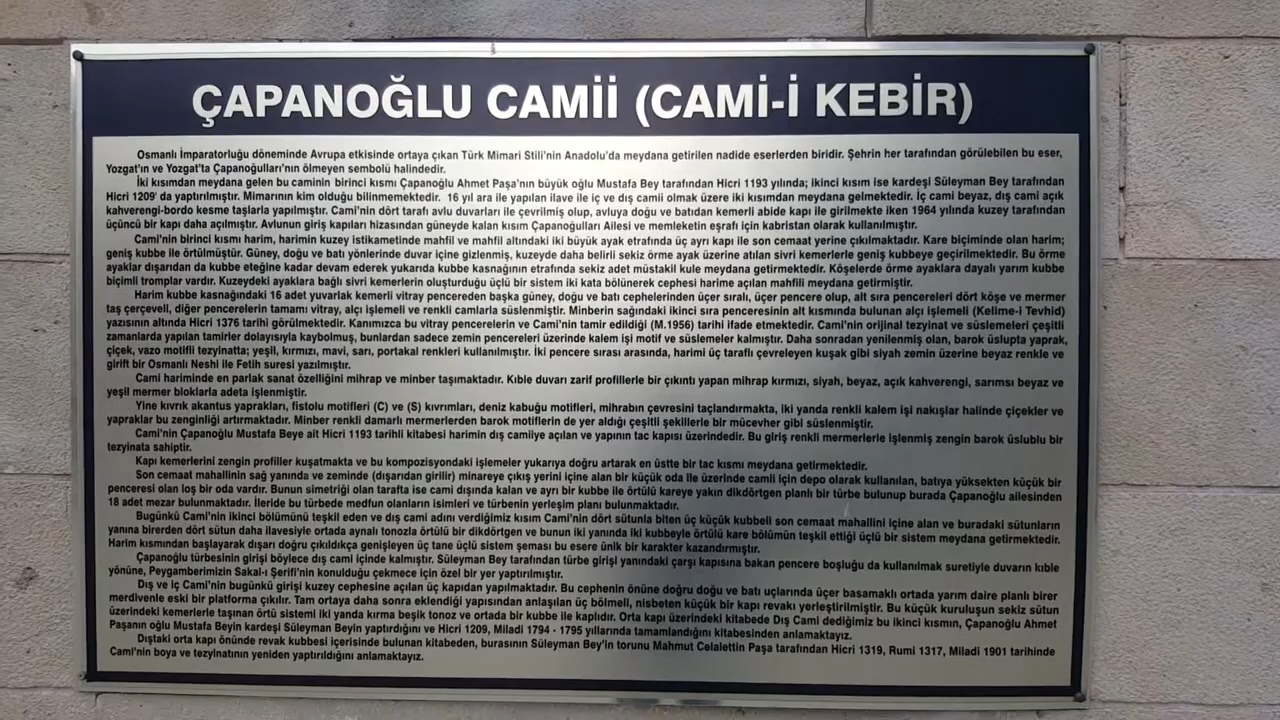 ÇAPANOĞLU CAMİİ (CAMİ-İ KEBİR)
Osmanlı İmparatorluğu döneminde Avrupa etkisinde ortaya çıkan Türk Mimari Stili'nin Anadolu'da meydana getirilen nadide eserlerden biridir. Şehrin her tarafından görülebilen bu eser,
Yozgat'ın ve Yozgat'ta Çapanoğulları'nın ölmeyen sembolü halindedir.
İki kısımdan meydana gelen bu caminin birinci kısmı Çapanoğlu Ahmet Paşa'nın büyük oğlu Mustafa Bey tarafından Hicri 1193 yılında; ikinci kısım ise kardeşi Süleyman Bey tarafından
Hicri 1209' da yaptırılmıştır. Mimarının kim olduğu bilinmemektedir. 16 yıl ara ile yapılan ilave ile iç ve dış camii olmak üzere iki kısımdan meydana gelmektedir. İç cami beyaz, dış cami açık
kahverengi-bordo kesme taşlarla yapılmıştır. Cami'nin dört tarafı avlu duvarları ile çevrilmiş olup, avluya doğu ve batıdan kemerli abide kapı ile girilmekte iken 1964 yılında kuzey tarafından
üçüncü bir kapı daha açılmıştır. Avlunun giriş kapıları hizasından güneyde kalan kısım Çapanoğulları Ailesi ve memleketin eşrafı için kabristan olarak kullanılmıştır.
Cami'nin birinci kısmı harim, harimin kuzey istikametinde mahfil ve mahfil altındaki iki büyük ayak etrafında üç ayrı kapı ile son cemaat yerine çıkılmaktadır. Kare biçiminde olan harim;
geniş kubbe ile örtülmüştür. Güney, doğu ve batı yönlerinde duvar içine gizlenmiş, kuzeyde daha belirli sekiz örme ayak üzerine atılan sivri kemerlerle geniş kubbeye geçirilmektedir. Bu örme
ayaklar dışarıdan da kubbe eteğine kadar devam ederek yukarıda kubbe kasnağının etrafında sekiz adet müstakil kule meydana getirmektedir. Köşelerde örme ayaklara dayalı yarım kubbe
biçimli tromplar vardır. Kuzeydeki ayaklara bağlı sivri kemerlerin oluşturduğu üçlü bir sistem iki kata bölünerek cephesi harime açılan mahfili meydana getirmiştir.
Harim kubbe kasnağındaki 16 adet yuvarlak kemerli vitray pencereden başka güney, doğu ve batı cephelerinden üçer sıralı, üçer pencere olup, alt sıra pencereleri dört köşe ve mermer
taş çerçeveli, diğer pencerelerin tamamı vitray, alçı işlemeli ve renkli camlarla süslenmiştir. Minberin sağındaki ikinci sıra penceresinin alt kısmında bulunan alçı işlemeli (Kelime-i Tevhid)
yazısının altında Hicri 1376 tarihi görülmektedir. Kanımızca bu vitray pencerelerin ve Cami'nin tamir edildiği (M.1956) tarihi ifade etmektedir. Cami'nin orijinal tezyinat ve süslemeleri çeşitli
zamanlarda yapılan tamirler dolayısıyla kaybolmuş, bunlardan sadece zemin pencereleri üzerinde kalem işi motif ve süslemeler kalmıştır. Daha sonradan yenilenmiş olan, barok üslupta yaprak,
çiçek, vazo motifli tezyinatta; yeşil, kırmızı, mavi, sarı, portakal renkleri kullanılmıştır. İki pencere sırası arasında, harimi üç taraflı çevreleyen kuşak gibi siyah zemin üzerine beyaz renkle ve
girift bir Osmanlı Neshi ile Fetih suresi yazılmıştır.
Cami hariminde en parlak sanat özelliğini mihrap ve minber taşımaktadır. Kıble duvarı zarif profillerle bir çıkıntı yapan mihrap kırmızı, siyah, beyaz, açık kahverengi, sarımsı beyaz ve
yeşil mermer bloklarla adeta işlenmiştir.
Yine kıvrık akantus yaprakları, fistolu motifleri (C) ve (S) kıvrımları, deniz kabuğu motifleri, mihrabın çevresini taçlandırmakta, iki yanda renkli kalem işi nakışlar halinde çiçekler ve
yapraklar bu zenginliği artırmaktadır. Minber renkli damarlı mermerlerden barok motiflerin de yer aldığı çeşitli şekillerle bir mücevher gibi süslenmiştir.
Cami'nin Çapanoğlu Mustafa Beye ait Hicri 1193 tarihli kitabesi harimin dış camiiye açılan ve yapının tac kapısı üzerindedir. Bu giriş renkli mermerlerle işlenmiş zengin barok üslublu bir
tezyinata sahiptir.
Kapı kemerlerini zengin profiller kuşatmakta ve bu kompozisyondaki işlemeler yukarıya doğru artarak en üstte bir tac kısmı meydana getirmektedir.
Son cemaat mahallinin sağ yanında ve zeminde (dışarıdan girilir) minareye çıkış yerini içine alan bir küçük oda ile üzerinde camii için depo olarak kullanılan, batıya yüksekten küçük bir
penceresi olan loş bir oda vardır. Bunun simetriği olan tarafta ise cami dışında kalan ve ayrı bir kubbe ile örtülü kareye yakın dikdörtgen planlı bir türbe bulunup burada Çapanoğlu ailesinden
18 adet mezar bulunmaktadır. İleride bu türbede medfun olanların isimleri ve türbenin yerleşim planı bulunmaktadır.
Bugünkü Cami'nin ikinci bölümünü teşkil eden ve dış cami adını verdiğimiz kısım Cami'nin dört sütunla biten üç küçük kubbeli son cemaat mahallini içine alan ve buradaki sütunların
yanına birerden dört sütun daha ilavesiyle ortada aynalı tonozla örtülü bir dikdörtgen ve bunun iki yanında iki kubbeyle örtülü kare bölümün teşkil ettiği üçlü bir sistem meydana getirmektedir.
Harim kısmından başlayarak dışarı doğru çıkıldıkça genişleyen üç tane üçlü sistem şeması bu esere ünik bir karakter kazandırmıştır.
Çapanoğlu türbesinin girişi böylece dış cami içinde kalmıştır. Süleyman Bey tarafından türbe girişi yanındaki çarşı kapısına bakan pencere boşluğu da kullanılmak suretiyle duvarın kıble
yönüne, Peygamberimizin Sakal-ı Şerifi'nin konulduğu çekmece için özel bir yer yaptırılmıştır.
Dış ve iç Cami'nin bugünkü girişi kuzey cephesine açılan üç kapıdan yapılmaktadır. Bu cephenin önüne doğru doğu ve batı uçlarında üçer basamaklı ortada yarım daire planlı birer
merdivenle eski bir platforma çıkılır. Tam ortaya daha sonra eklendiği yapısından anlaşılan üç bölmeli, nisbeten küçük bir kapı revakı yerleştirilmiştir. Bu küçük kuruluşun sekiz sütun
üzerindeki kemerlerle taşınan örtü sistemi iki yanda kırma beşik tonoz ve ortada bir kubbe ile kaplıdır. Orta kapı üzerindeki kitabede Dış Cami dediğimiz bu ikinci kısmın, Çapanoğlu Ahmet
Paşanın oğlu Mustafa Beyin kardeşi Süleyman Beyin yaptırdığını ve Hicri 1209, Miladi 1794 - 1795 yıllarında tamamlandığını kitabesinden anlamaktayız.
Dıştaki orta kapı önünde revak kubbesi içerisinde bulunan kitabeden, burasının Süleyman Bey'in torunu Mahmut Celalettin Paşa tarafından Hicri 1319, Rumi 1317, Miladi 1901 tarihinde
Cami'nin boya ve tezyinatının yeniden yaptırıldığını anlamaktayız.